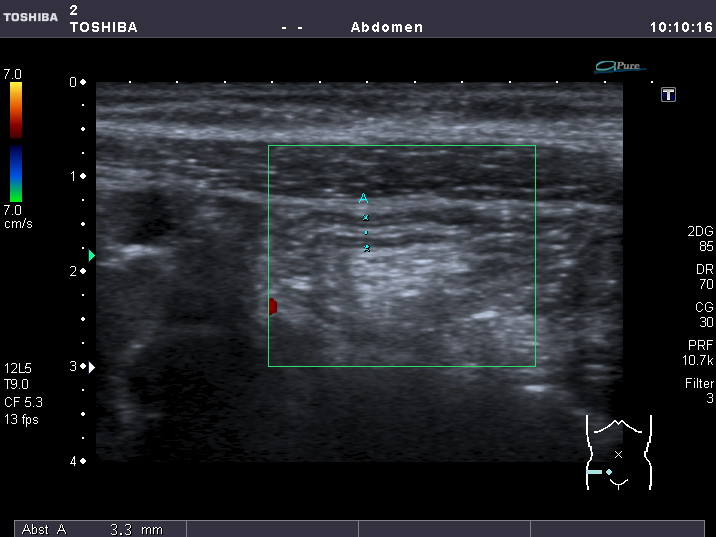 TOSHIBA
2
TOSHIBA - - Abdomen 10:10:16
Pure
T
7.0
7.0
cm/s
0
1
2
3
4
A
12L5
T9.0
CF 5.3
13 fps
2DG
85
DR
70
CG
30
PRF
10.7k
Filter
3
Abst A 3.3 mm